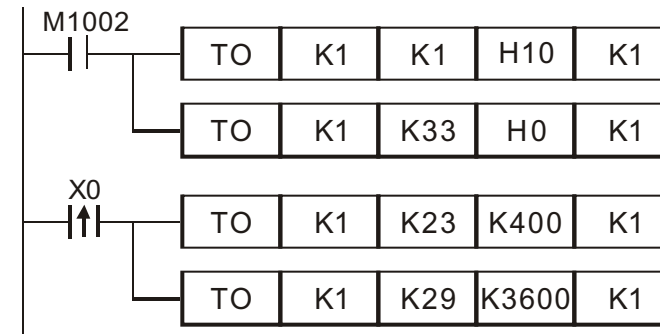 M1002
TO K1 K1 H10 K1
TO K1 K33 H0 K1
X0
TO K1 K23 K400 K1
TO K1 K29 K3600 K1